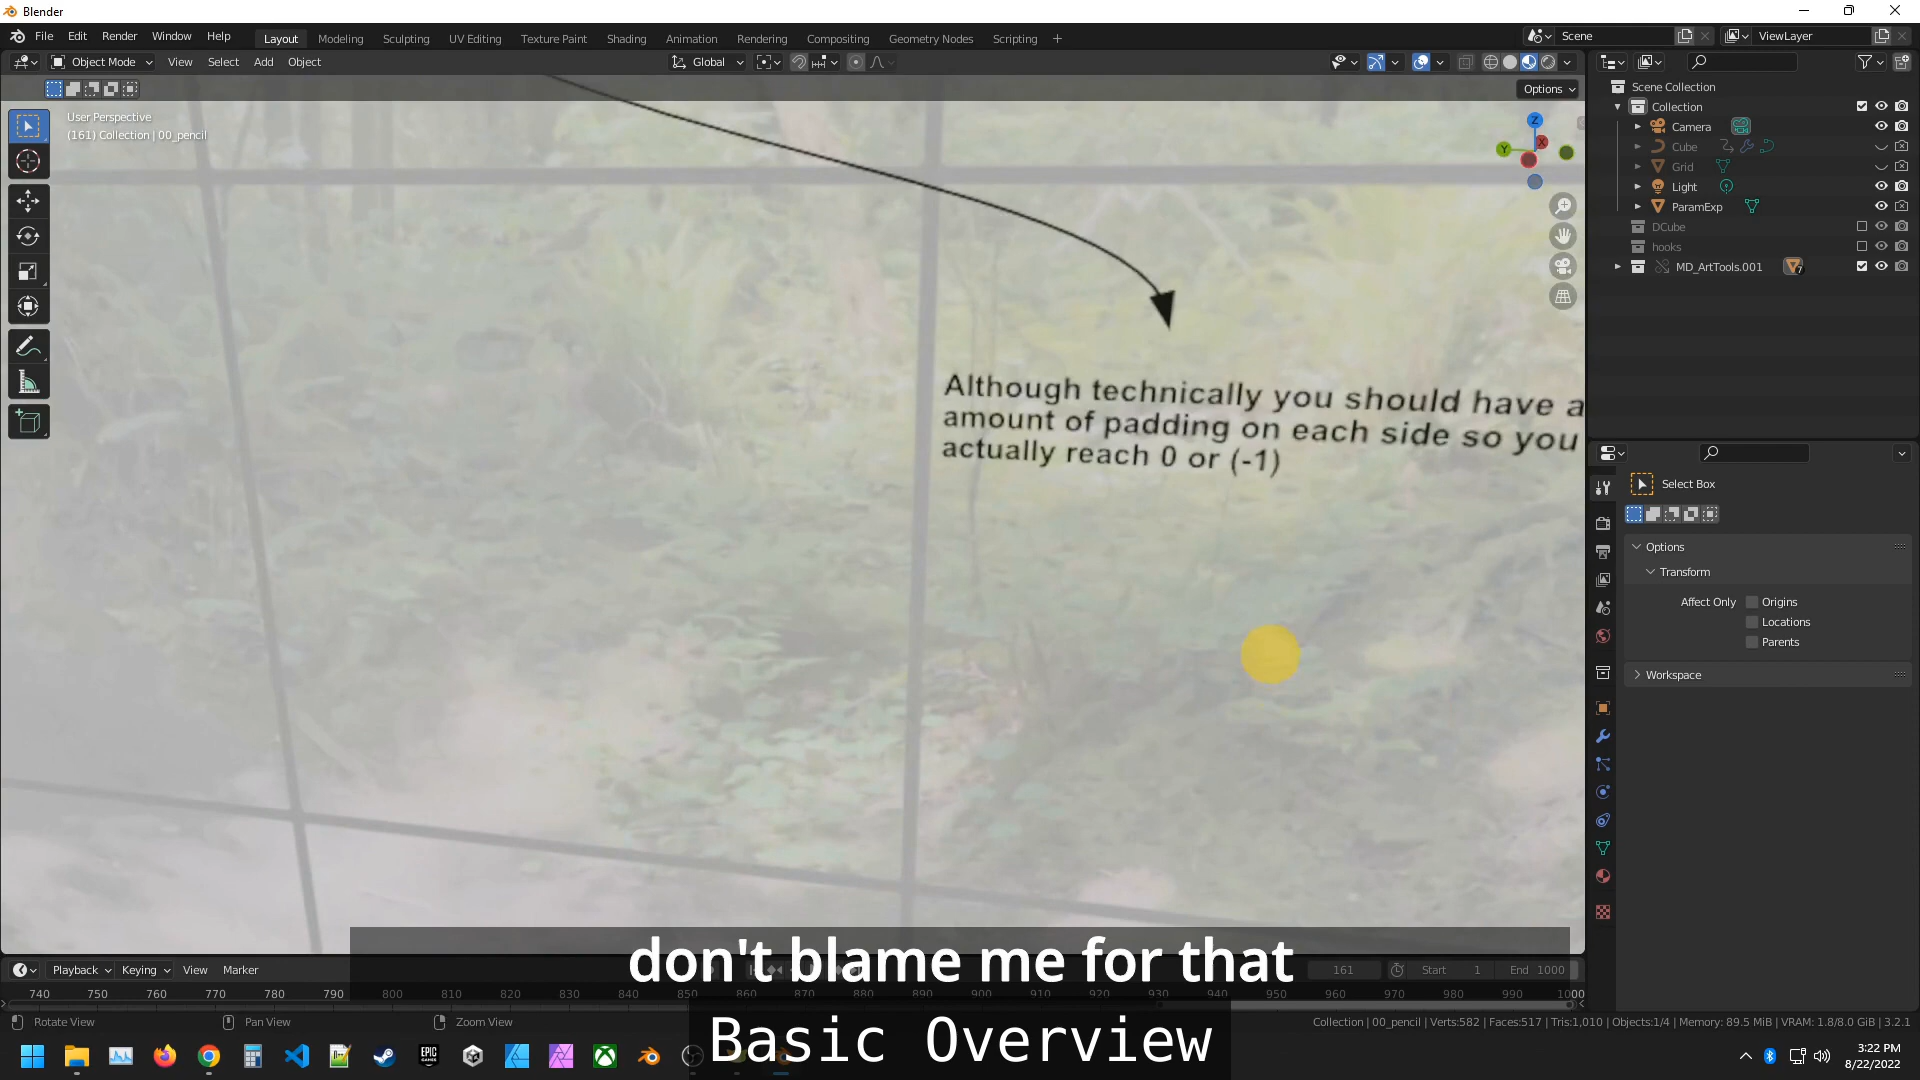 Blender
File Edit Render Window Help
Layout Modeling Sculpting UV Editing Texture Paint Shading Animation Rendering Compositing Geometry Nodes Scripting +
Scene
ViewLayer
Object Mode View Select Add Object
Global
Options
User Perspective
(161) Collection | 00_pencil
Z
Y
X
Although technically you should have a
amount of padding on each side so you
actually reach 0 or (-1)
Scene Collection
Collection
Camera
Cube
Grid
Light
ParamExp
DCube
hooks
MD_ArtTools.001
7
Select Box
Options
Transform
Affect Only Origins
Locations
Parents
Workspace
don't blame me for that
Playback Keying View Marker
161 Start 1 End 1000
740 750 760 770 780 790 800 810 820 830 840 850 860 870 880 890 900 910 920 930 940 950 960 970 980 990 1000
Rotate View Pan View Zoom View
Collection | 00_pencil | Verts:582 | Faces:517 | Tris:1,010 | Objects:1/4 | Memory: 89.5 MiB | VRAM: 1.8/8.0 GiB | 3.2.1
Basic Overview
EPIC
GAMES
3:22 PM
8/22/2022